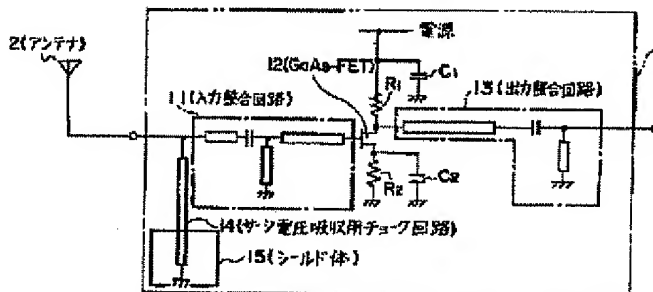 電源
2(アンテナ)
12(GaAs-FET)
C1
R1
13(出力整合回路)
11(入力整合回路)
R2
C2
14(サージ電圧吸収用チョーク回路)
15(シールド体)